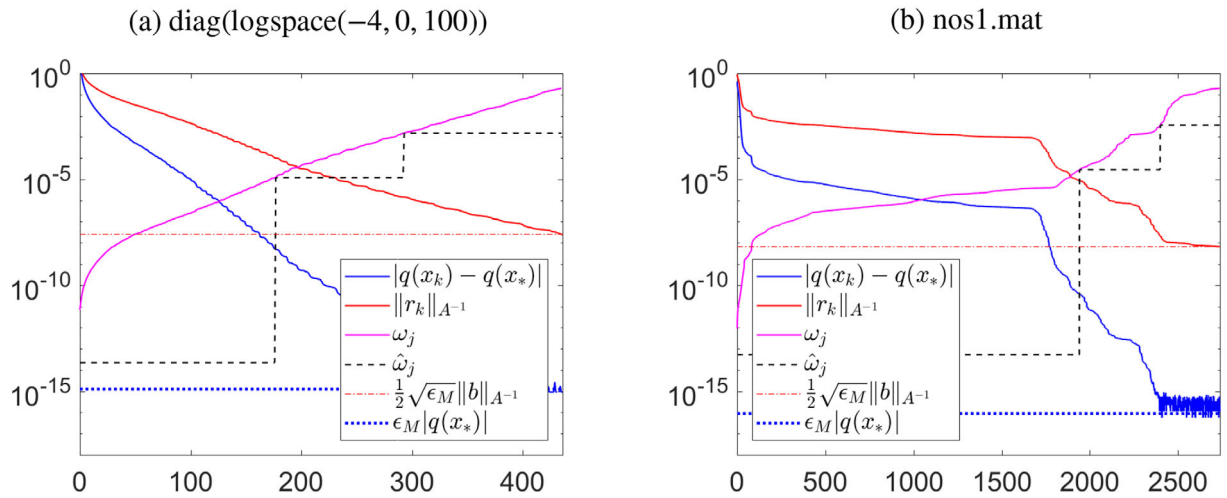 (a) diag(logspace(−4, 0, 100))
10^0
10^-5
10^-10
10^-15
0 100 200 300 400
|q(x_k) − q(x_*)|
‖r_k‖_{A^{-1}}
ω_j
ω̂_j
½√ϵ_M‖b‖_{A^{-1}}
ϵ_M|q(x_*)|
(b) nos1.mat
10^0
10^-5
10^-10
10^-15
0 500 1000 1500 2000 2500
|q(x_k) − q(x_*)|
‖r_k‖_{A^{-1}}
ω_j
ω̂_j
½√ϵ_M‖b‖_{A^{-1}}
ϵ_M|q(x_*)|